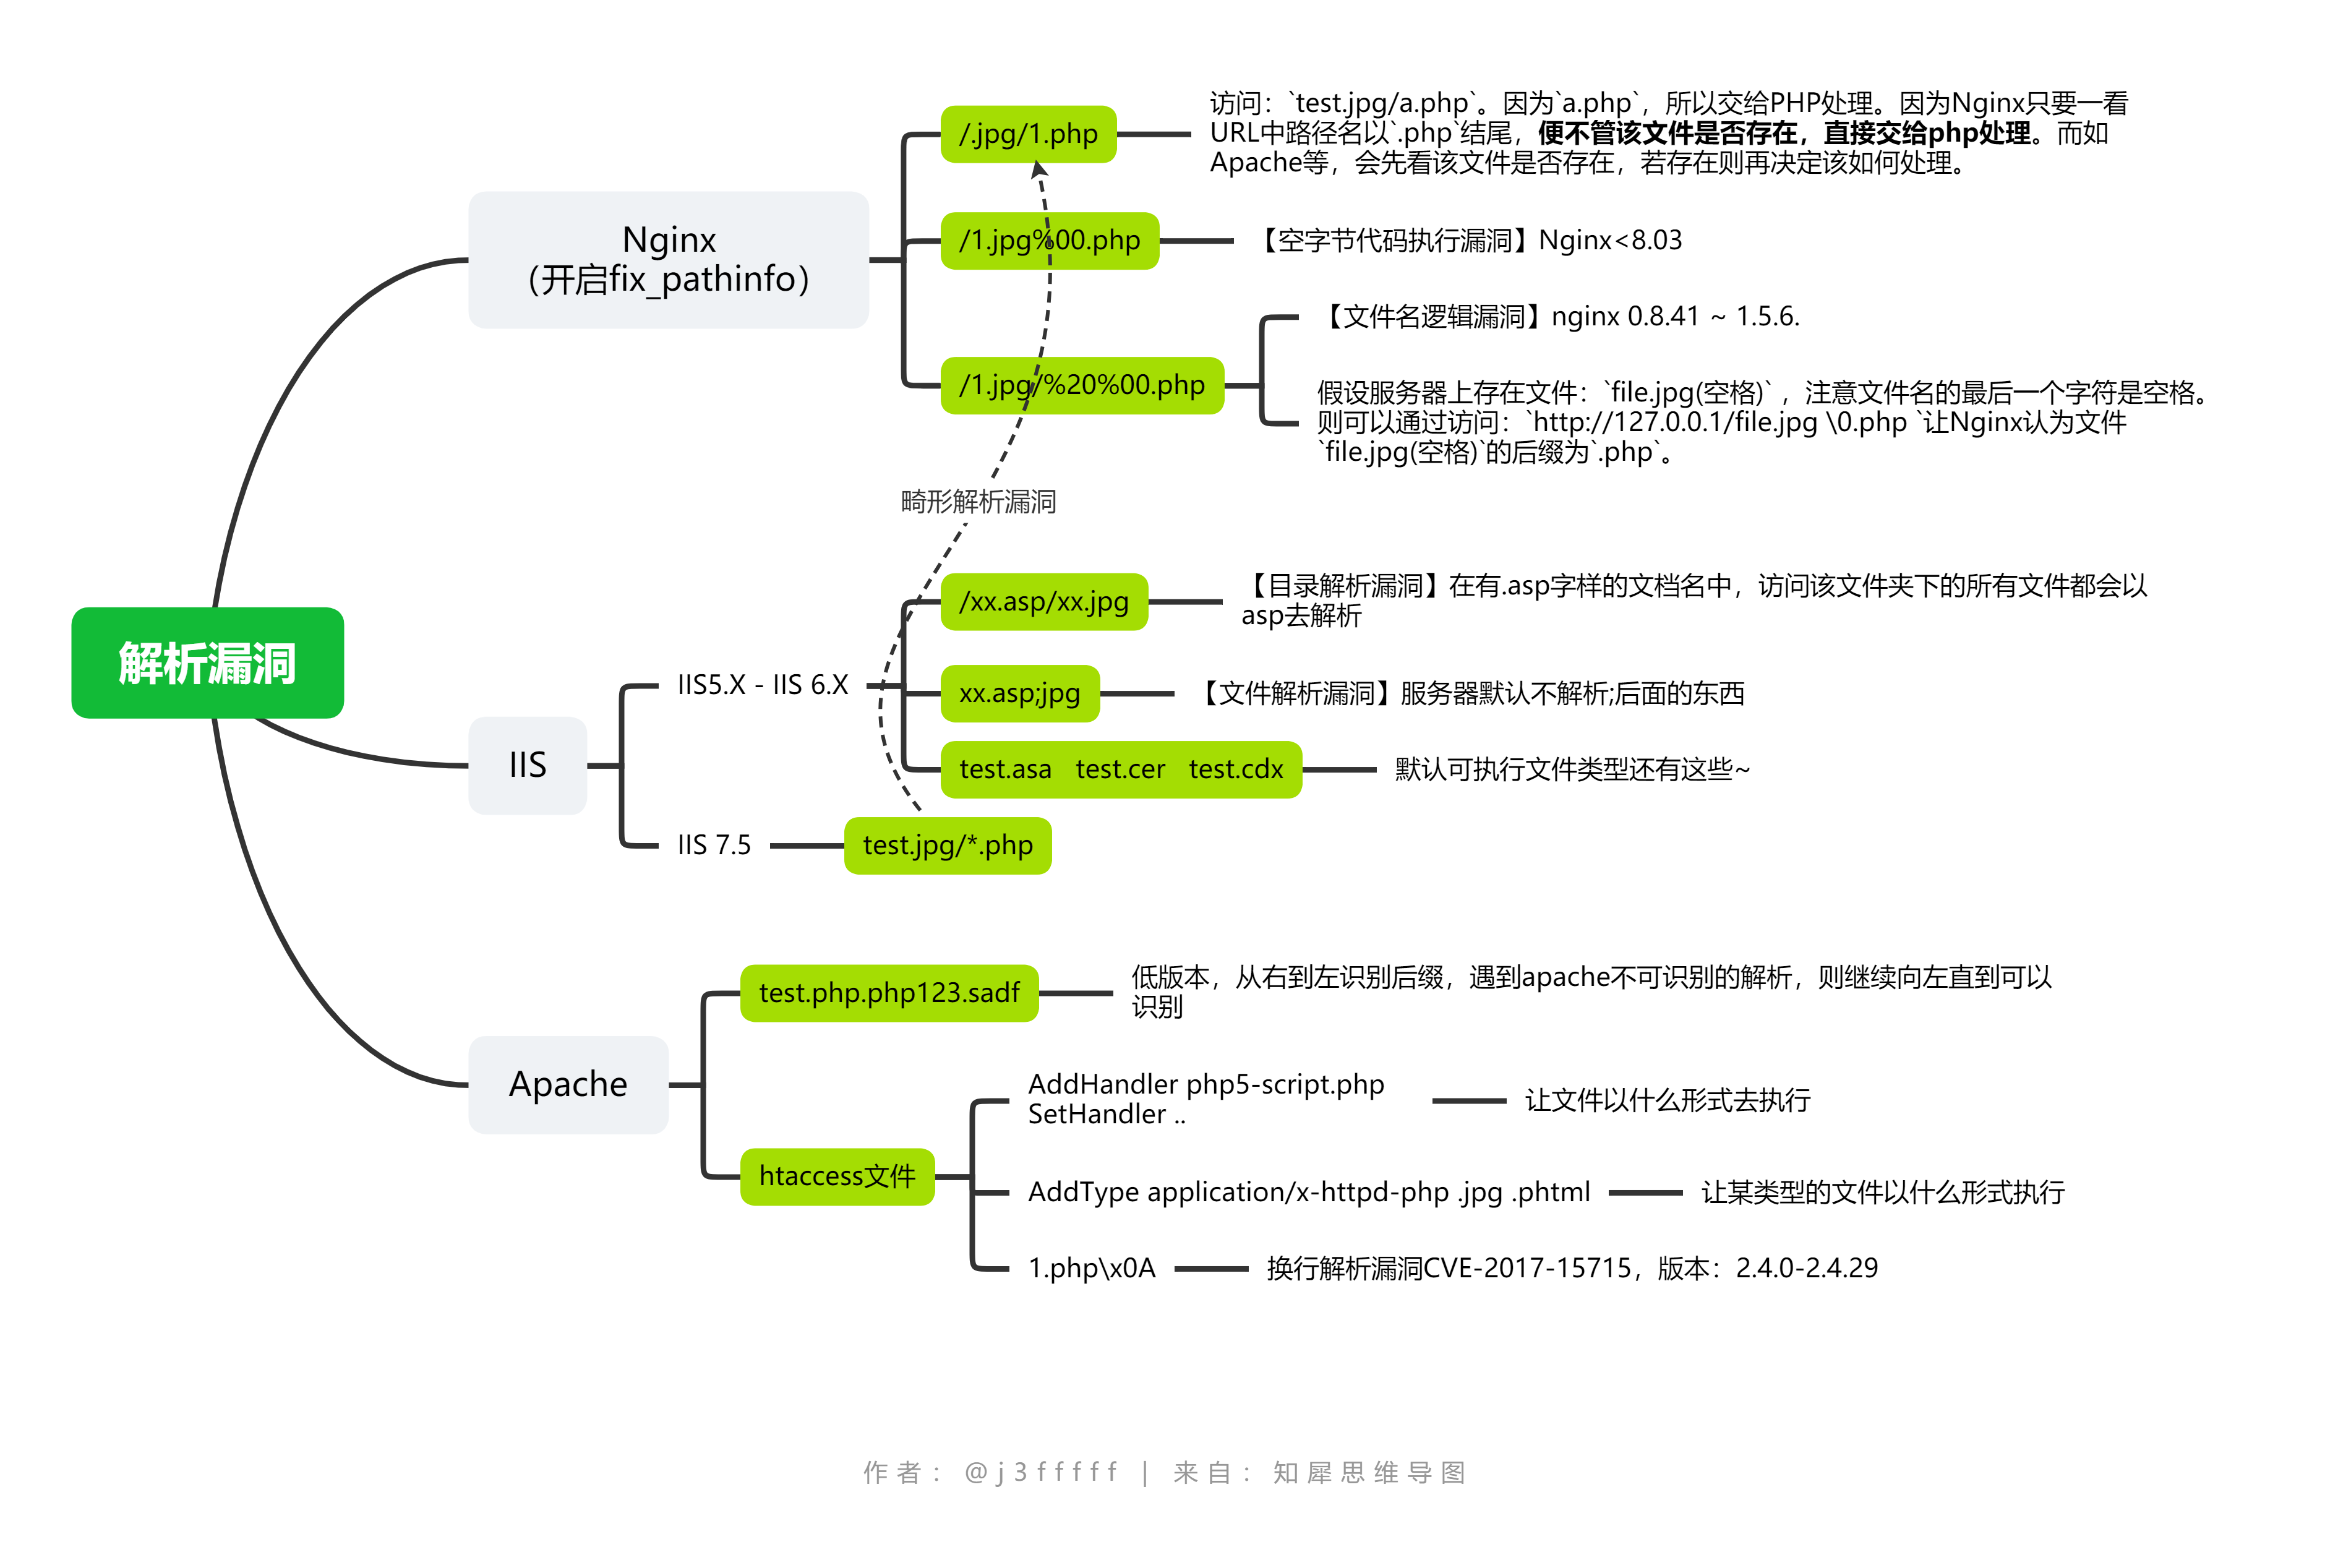 解析漏洞
Nginx
（开启fix_pathinfo）
/.jpg/1.php
访问：`test.jpg/a.php`。因为`a.php`，所以交给PHP处理。因为Nginx只要一看
URL中路径名以`.php`结尾，便不管该文件是否存在，直接交给php处理。而如
Apache等，会先看该文件是否存在，若存在则再决定该如何处理。
/1.jpg%00.php
【空字节代码执行漏洞】Nginx<8.03
/1.jpg/%20%00.php
【文件名逻辑漏洞】nginx 0.8.41 ~ 1.5.6.
假设服务器上存在文件：`file.jpg(空格)` ，注意文件名的最后一个字符是空格。
则可以通过访问：`http://127.0.0.1/file.jpg \0.php `让Nginx认为文件
`file.jpg(空格)`的后缀为`.php`。
畸形解析漏洞
IIS
IIS5.X - IIS 6.X
/xx.asp/xx.jpg
【目录解析漏洞】在有.asp字样的文档名中，访问该文件夹下的所有文件都会以
asp去解析
xx.asp;jpg
【文件解析漏洞】服务器默认不解析;后面的东西
test.asa test.cer test.cdx
默认可执行文件类型还有这些~
IIS 7.5
test.jpg/*.php
Apache
test.php.php123.sadf
低版本，从右到左识别后缀，遇到apache不可识别的解析，则继续向左直到可以
识别
htaccess文件
AddHandler php5-script.php
SetHandler ..
让文件以什么形式去执行
AddType application/x-httpd-php .jpg .phtml
让某类型的文件以什么形式执行
1.php\x0A
换行解析漏洞CVE-2017-15715，版本：2.4.0-2.4.29
作者：@j3fffff | 来自：知犀思维导图